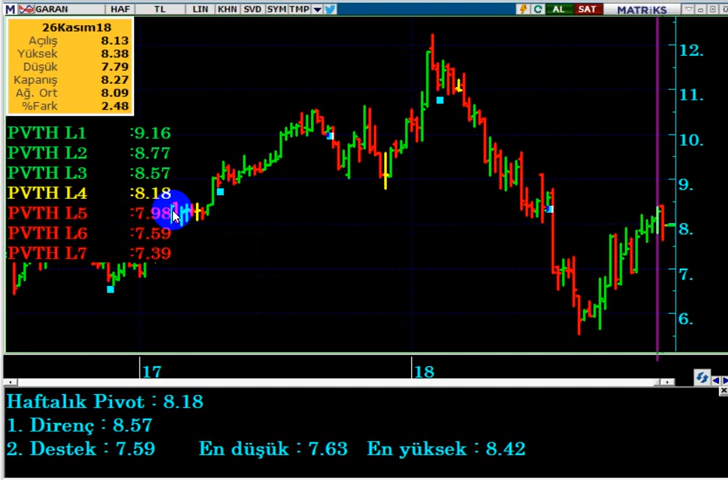 M GARAN HAF TL LIN KHN SVD SYM TMP AL SAT MATRiKS
26Kasım18
Açılış 8.13
Yüksek 8.38
Düşük 7.79
Kapanış 8.27
Ağ. Ort 8.09
%Fark 2.48
PVTH L1 :9.16
PVTH L2 :8.77
PVTH L3 :8.57
PVTH L4 :8.18
PVTH L5 :7.98
PVTH L6 :7.59
PVTH L7 :7.39
12.
11.
10.
9.
8.
7.
6.
17 18
Haftalık Pivot : 8.18
1. Direnç : 8.57
2. Destek : 7.59 En düşük : 7.63 En yüksek : 8.42